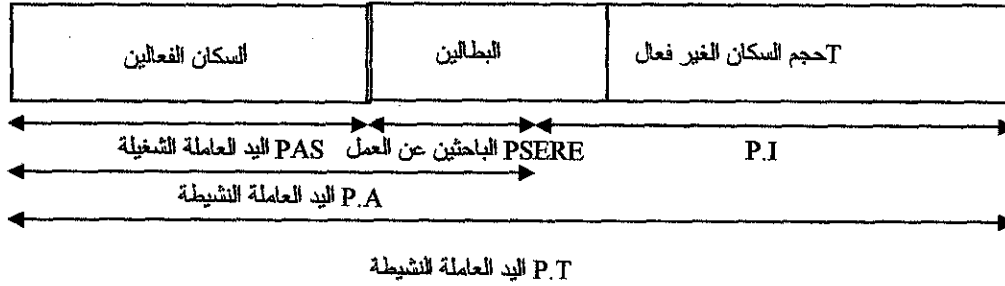 السكان الفعالين
البطالين
Tحجم السكان الغير فعال
PAS اليد العاملة الشغيلة
PSERE الباحثين عن العمل
P.I
P.A اليد العاملة النشيطة
P.T اليد العاملة النشيطة